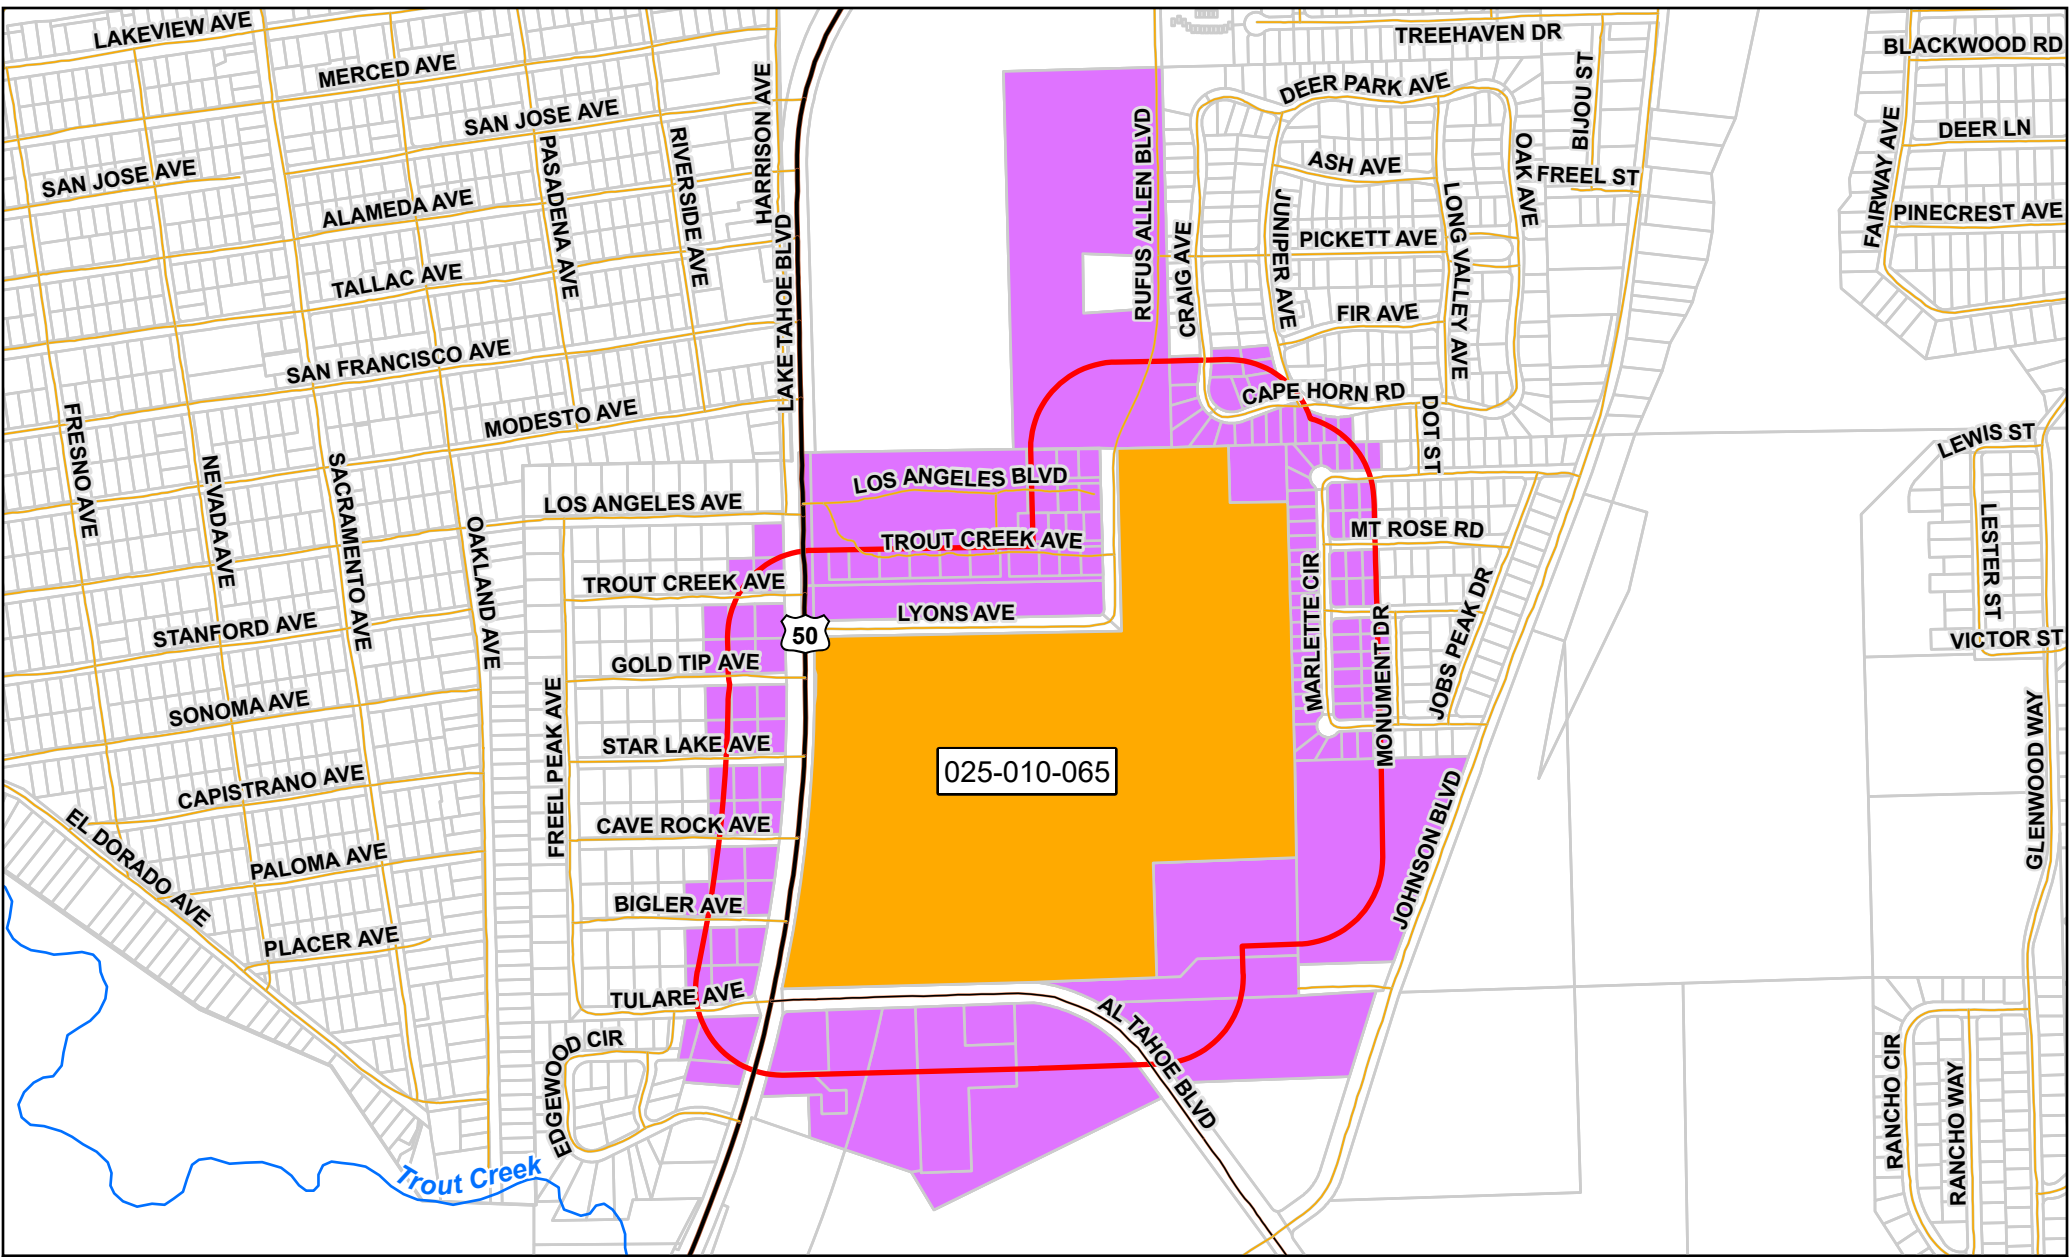 LAKEVIEW AVE
MERCED AVE
SAN JOSE AVE
SAN JOSE AVE
ALAMEDA AVE
TALLAC AVE
SAN FRANCISCO AVE
MODESTO AVE
PASADENA AVE
RIVERSIDE AVE
HARRISON AVE
LAKE TAHOE BLVD
FRESNO AVE
NEVADA AVE
SACRAMENTO AVE
OAKLAND AVE
STANFORD AVE
SONOMA AVE
CAPISTRANO AVE
EL DORADO AVE
PALOMA AVE
PLACER AVE
LOS ANGELES AVE
TROUT CREEK AVE
GOLD TIP AVE
STAR LAKE AVE
CAVE ROCK AVE
BIGLER AVE
TULARE AVE
FREEL PEAK AVE
EDGEWOOD CIR
Trout Creek
50
LOS ANGELES BLVD
TROUT CREEK AVE
LYONS AVE
025-010-065
AL TAHOE BLVD
RUFUS ALLEN BLVD
TREEHAVEN DR
DEER PARK AVE
BIJOU ST
OAK AVE
FREEL ST
ASH AVE
PICKETT AVE
FIR AVE
CRAIG AVE
JUNIPER AVE
LONG VALLEY AVE
CAPE HORN RD
DOT ST
MT ROSE RD
MARLETTE CIR
MONUMENT DR
JOBS PEAK DR
JOHNSON BLVD
BLACKWOOD RD
DEER LN
FAIRWAY AVE
PINECREST AVE
LEWIS ST
LESTER ST
VICTOR ST
GLENWOOD WAY
RANCHO CIR
RANCHO WAY